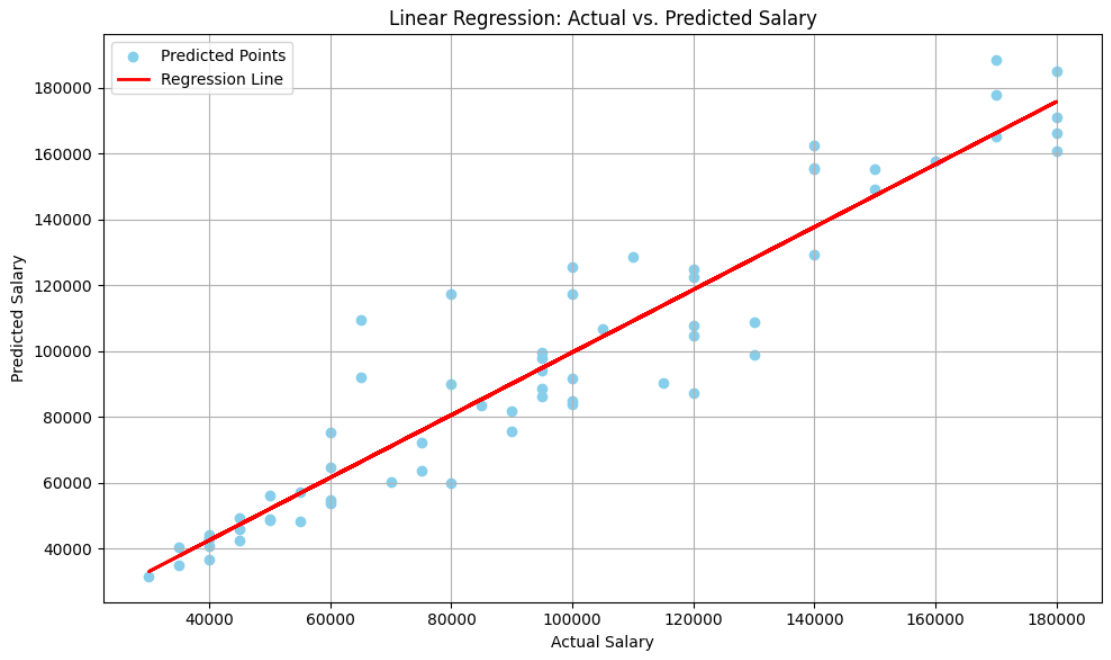 Linear Regression: Actual vs. Predicted Salary
Predicted Points
Regression Line
180000
160000
140000
120000
100000
80000
60000
40000
Predicted Salary
40000 60000 80000 100000 120000 140000 160000 180000
Actual Salary